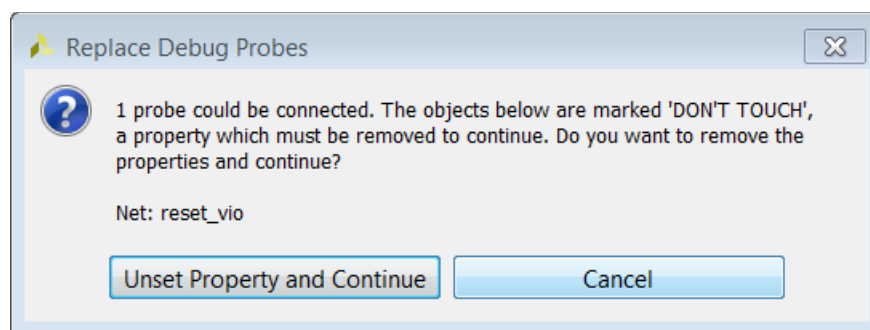 Replace Debug Probes
1 probe could be connected. The objects below are marked 'DON'T TOUCH',
a property which must be removed to continue. Do you want to remove the
properties and continue?
Net: reset_vio
Unset Property and Continue
Cancel